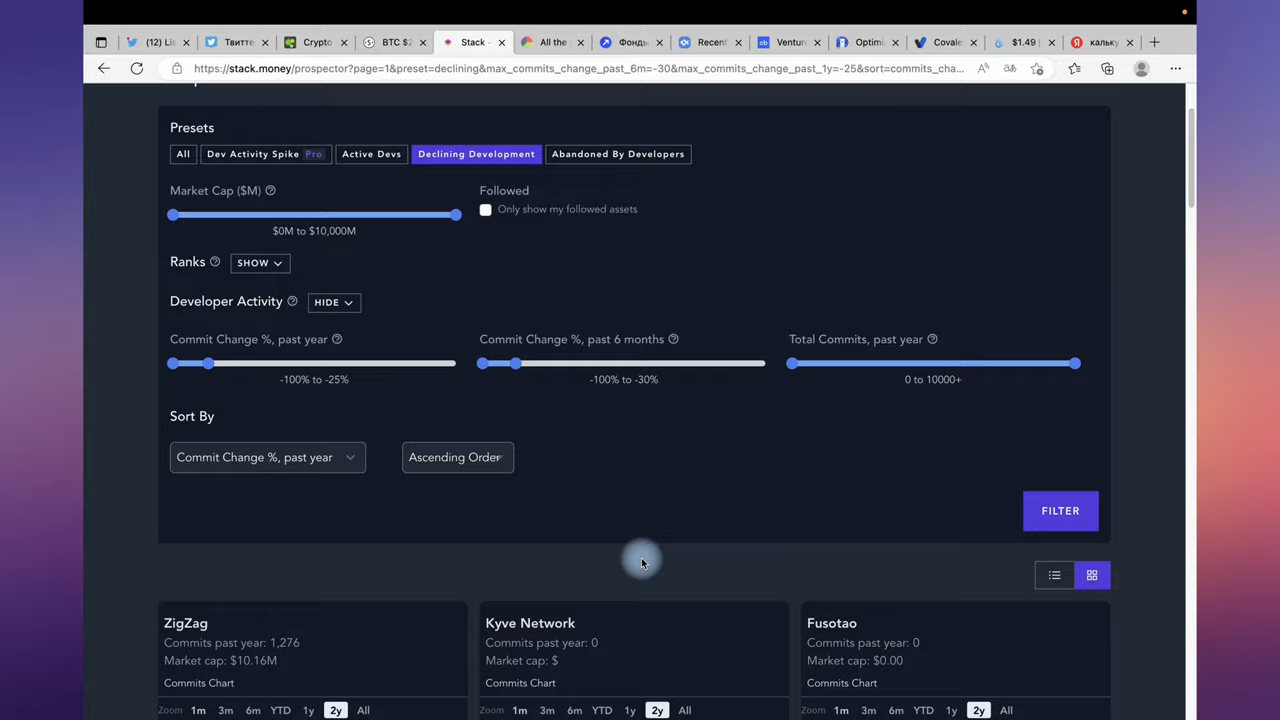 (12) Lis
Твитте
Crypto
BTC $2
Stack -
All the
Фонды
Recent
Ventur
Optimi
Covale
$1.49
кальку
https://stack.money/prospector?page=1&preset=declining&max_commits_change_past_6m=-30&max_commits_change_past_1y=-25&sort=commits_cha...
Presets
All
Dev Activity Spike Pro
Active Devs
Declining Development
Abandoned By Developers
Market Cap ($M)
Followed
Only show my followed assets
$0M to $10,000M
Ranks
SHOW
Developer Activity
HIDE
Commit Change %, past year
Commit Change %, past 6 months
Total Commits, past year
-100% to -25%
-100% to -30%
0 to 10000+
Sort By
Commit Change %, past year
Ascending Order
FILTER
ZigZag
Commits past year: 1,276
Market cap: $10.16M
Commits Chart
Zoom 1m 3m 6m YTD 1y 2y All
Kyve Network
Commits past year: 0
Market cap: $
Commits Chart
Zoom 1m 3m 6m YTD 1y 2y All
Fusotao
Commits past year: 0
Market cap: $0.00
Commits Chart
Zoom 1m 3m 6m YTD 1y 2y All